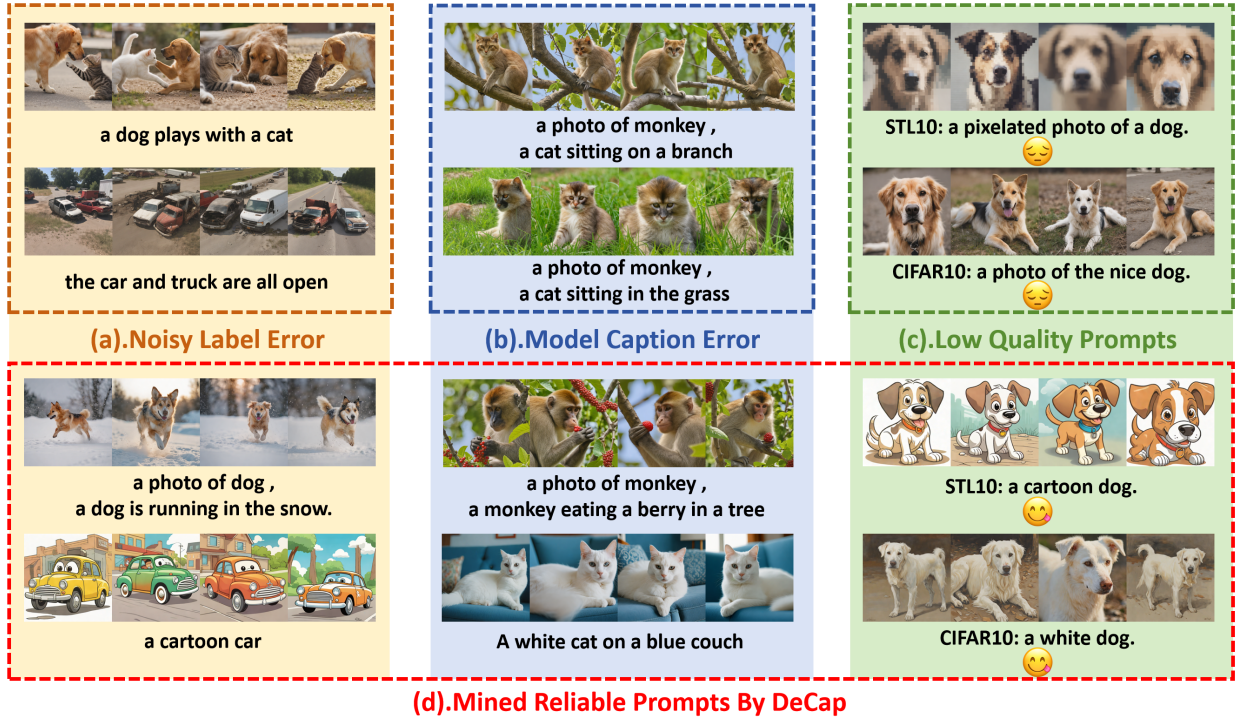 a dog plays with a cat
the car and truck are all open
(a).Noisy Label Error
a photo of monkey ,
a cat sitting on a branch
a photo of monkey ,
a cat sitting in the grass
(b).Model Caption Error
STL10: a pixelated photo of a dog.
CIFAR10: a photo of the nice dog.
(c).Low Quality Prompts
a photo of dog ,
a dog is running in the snow.
a cartoon car
a photo of monkey ,
a monkey eating a berry in a tree
A white cat on a blue couch
STL10: a cartoon dog.
CIFAR10: a white dog.
(d).Mined Reliable Prompts By DeCap